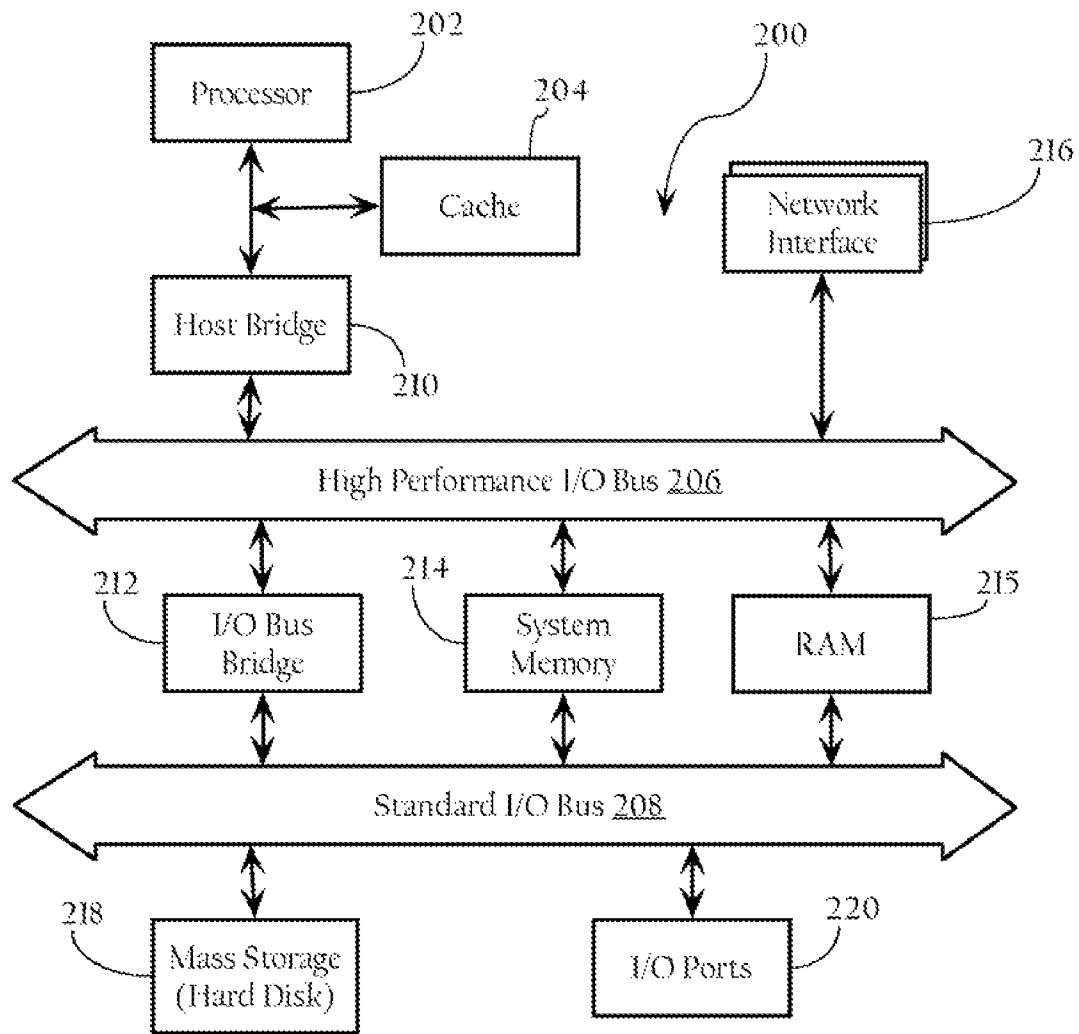 202
Processor
200
204
Cache
216
Network
Interface
Host Bridge
210
High Performance I/O Bus 206
212
I/O Bus
Bridge
214
System
Memory
215
RAM
Standard I/O Bus 208
218
Mass Storage
(Hard Disk)
220
I/O Ports